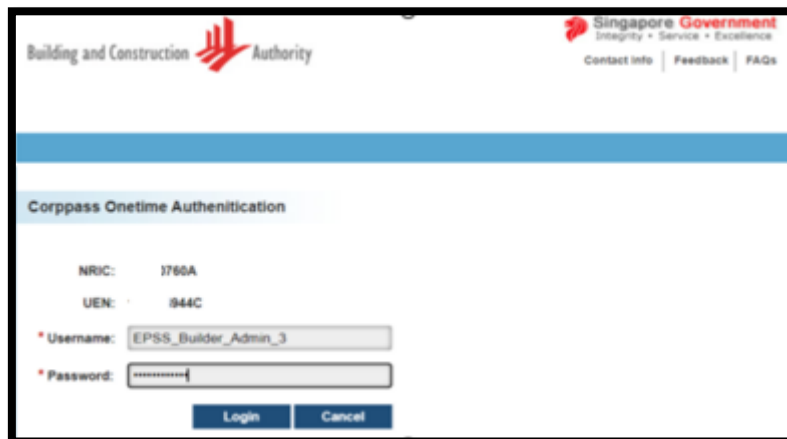 Building and Construction Authority
Singapore Government
Integrity • Service • Excellence
Contact Info | Feedback | FAQs
Corppass Onetime Authenitication
NRIC: 0760A
UEN: 944C
* Username: EPSS_Builder_Admin_3
* Password: ••••••••••••
Login Cancel